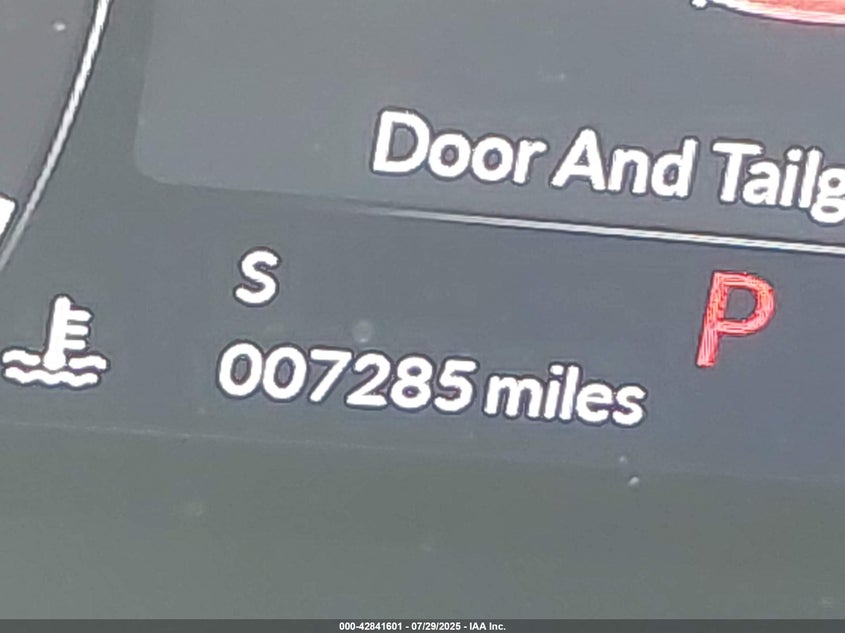 Door And Tailg
S
P
007285 miles
000-42841601 - 07/29/2025 - IAA Inc.